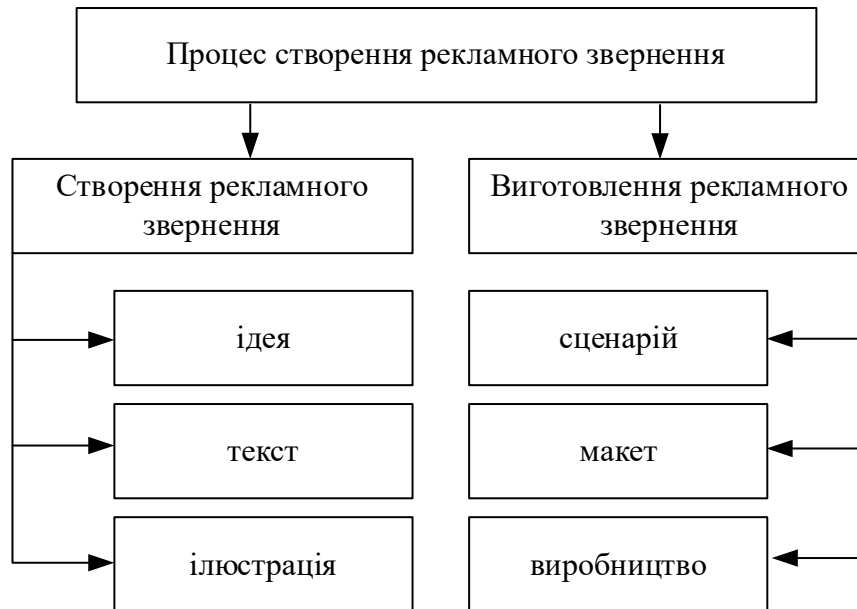 Процес створення рекламного звернення
Створення рекламного
звернення
Виготовлення рекламного
звернення
ідея
сценарій
текст
макет
ілюстрація
виробництво